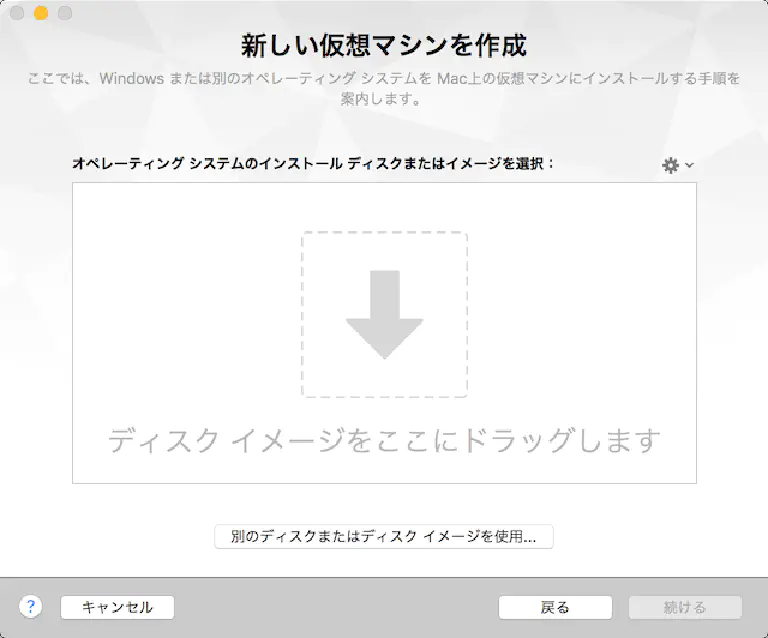 新しい仮想マシンを作成
ここでは、Windows または別のオペレーティング システムを Mac上の仮想マシンにインストールする手順を
案内します。
オペレーティング システムのインストール ディスクまたはイメージを選択：
ディスク イメージをここにドラッグします
別のディスクまたはディスク イメージを使用...
? キャンセル 戻る 続ける